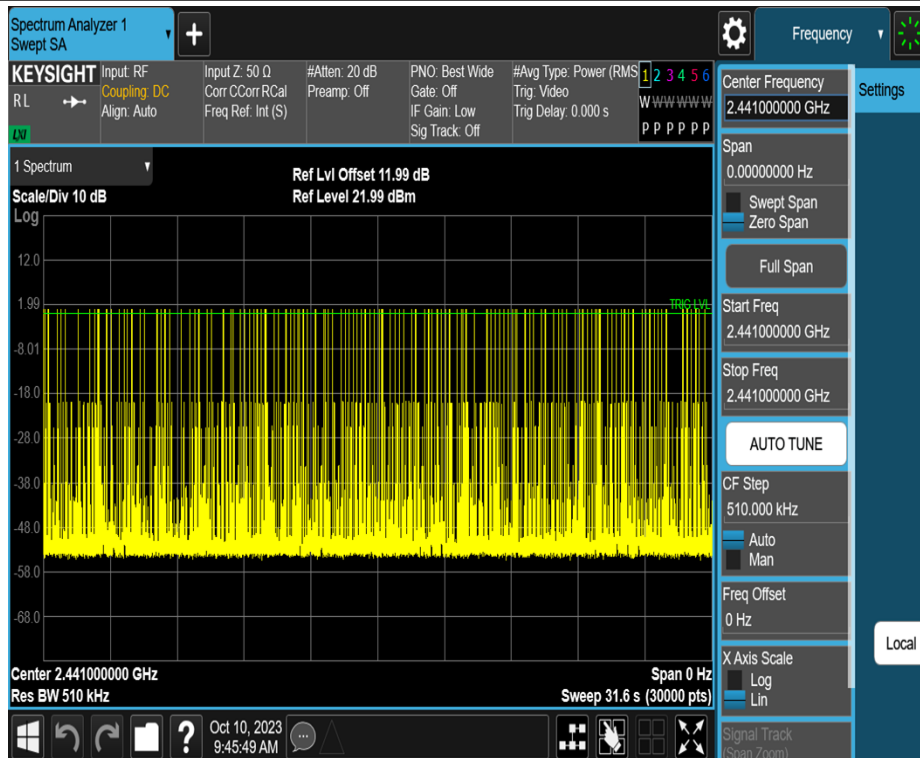 Spectrum Analyzer 1
Swept SA
+
Frequency
KEYSIGHT
R L
LXI
Input: RF
Coupling: DC
Align: Auto
Input Z: 50 Ω
Corr CCorr RCal
Freq Ref: Int (S)
#Atten: 20 dB
Preamp: Off
PNO: Best Wide
Gate: Off
IF Gain: Low
Sig Track: Off
#Avg Type: Power (RMS
Trig: Video
Trig Delay: 0.000 s
1 2 3 4 5 6
W W W W W W
P P P P P P
1 Spectrum
Scale/Div 10 dB
Log
Ref Lvl Offset 11.99 dB
Ref Level 21.99 dBm
12.0
1.99
-8.01
-18.0
-28.0
-38.0
-48.0
-58.0
-68.0
TRIG LVL
Center 2.441000000 GHz
Res BW 510 kHz
Span 0 Hz
Sweep 31.6 s (30000 pts)
Center Frequency
2.441000000 GHz
Span
0.00000000 Hz
Swept Span
Zero Span
Full Span
Start Freq
2.441000000 GHz
Stop Freq
2.441000000 GHz
AUTO TUNE
CF Step
510.000 kHz
Auto
Man
Freq Offset
0 Hz
X Axis Scale
Log
Lin
Signal Track
(Span Zoom)
Settings
Local
?
Oct 10, 2023
9:45:49 AM